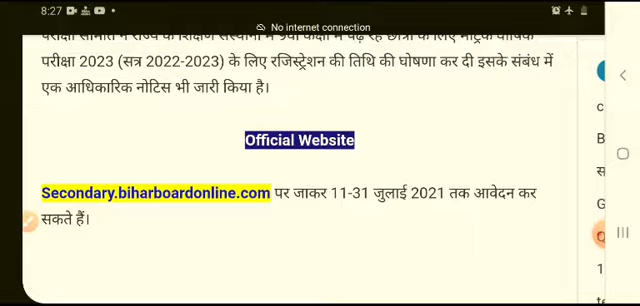 8:27
No internet connection
परीक्षा समिति ने राज्य के शिक्षण संस्थानों में 9वीं कक्षा में पढ़ रहे छात्रों के लिए मैट्रिक वार्षिक
परीक्षा 2023 (सत्र 2022-2023) के लिए रजिस्ट्रेशन की तिथि की घोषणा कर दी इसके संबंध में
एक आधिकारिक नोटिस भी जारी किया है।
Official Website
Secondary.biharboardonline.com पर जाकर 11-31 जुलाई 2021 तक आवेदन कर
सकते हैं।
c
B
स
G
Q
1
te